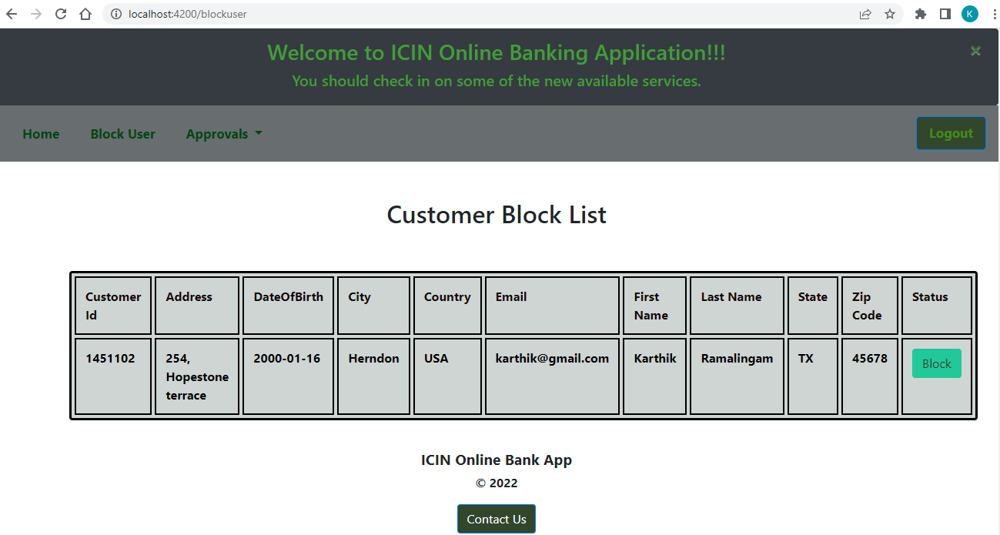 localhost:4200/blockuser
K
Welcome to ICIN Online Banking Application!!!
You should check in on some of the new available services.
×
Home Block User Approvals Logout
Customer Block List
Customer Id Address DateOfBirth City Country Email First Name Last Name State Zip Code Status
1451102 254, Hopestone terrace 2000-01-16 Herndon USA karthik@gmail.com Karthik Ramalingam TX 45678 Block
ICIN Online Bank App
© 2022
Contact Us